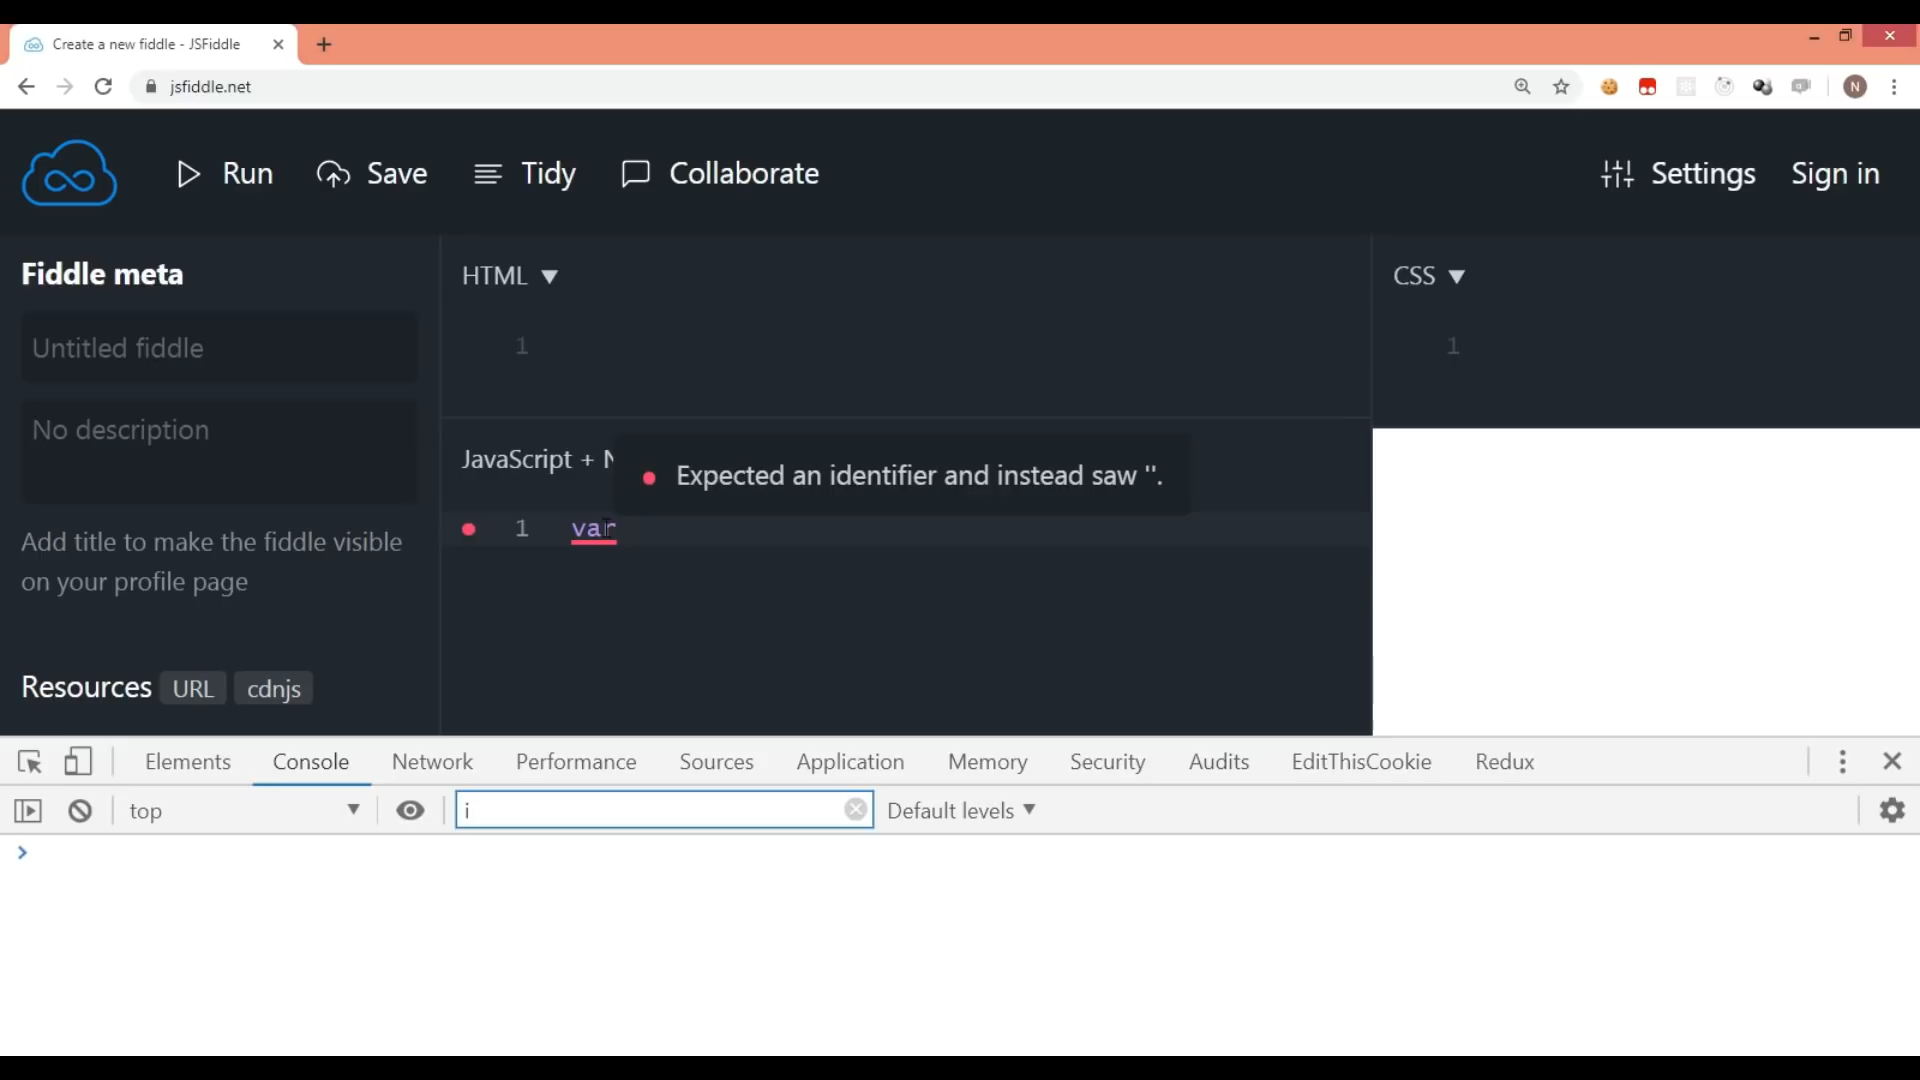 Create a new fiddle - JSFiddle
jsfiddle.net
N
Run
Save
Tidy
Collaborate
Settings
Sign in
Fiddle meta
Untitled fiddle
No description
Add title to make the fiddle visible
on your profile page
Resources URL cdnjs
HTML
1
CSS
1
JavaScript +
Expected an identifier and instead saw ''.
1 var
Elements Console Network Performance Sources Application Memory Security Audits EditThisCookie Redux
top
i
Default levels